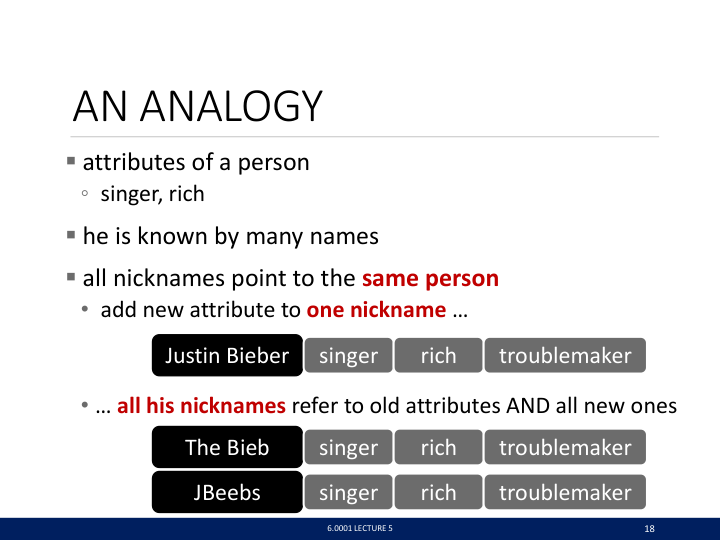 AN ANALOGY
▪ attributes of a person
◦ singer, rich
▪ he is known by many names
▪ all nicknames point to the same person
• add new attribute to one nickname …
Justin Bieber singer rich troublemaker
• … all his nicknames refer to old attributes AND all new ones
The Bieb singer rich troublemaker
JBeebs singer rich troublemaker
6.0001 LECTURE 5 18